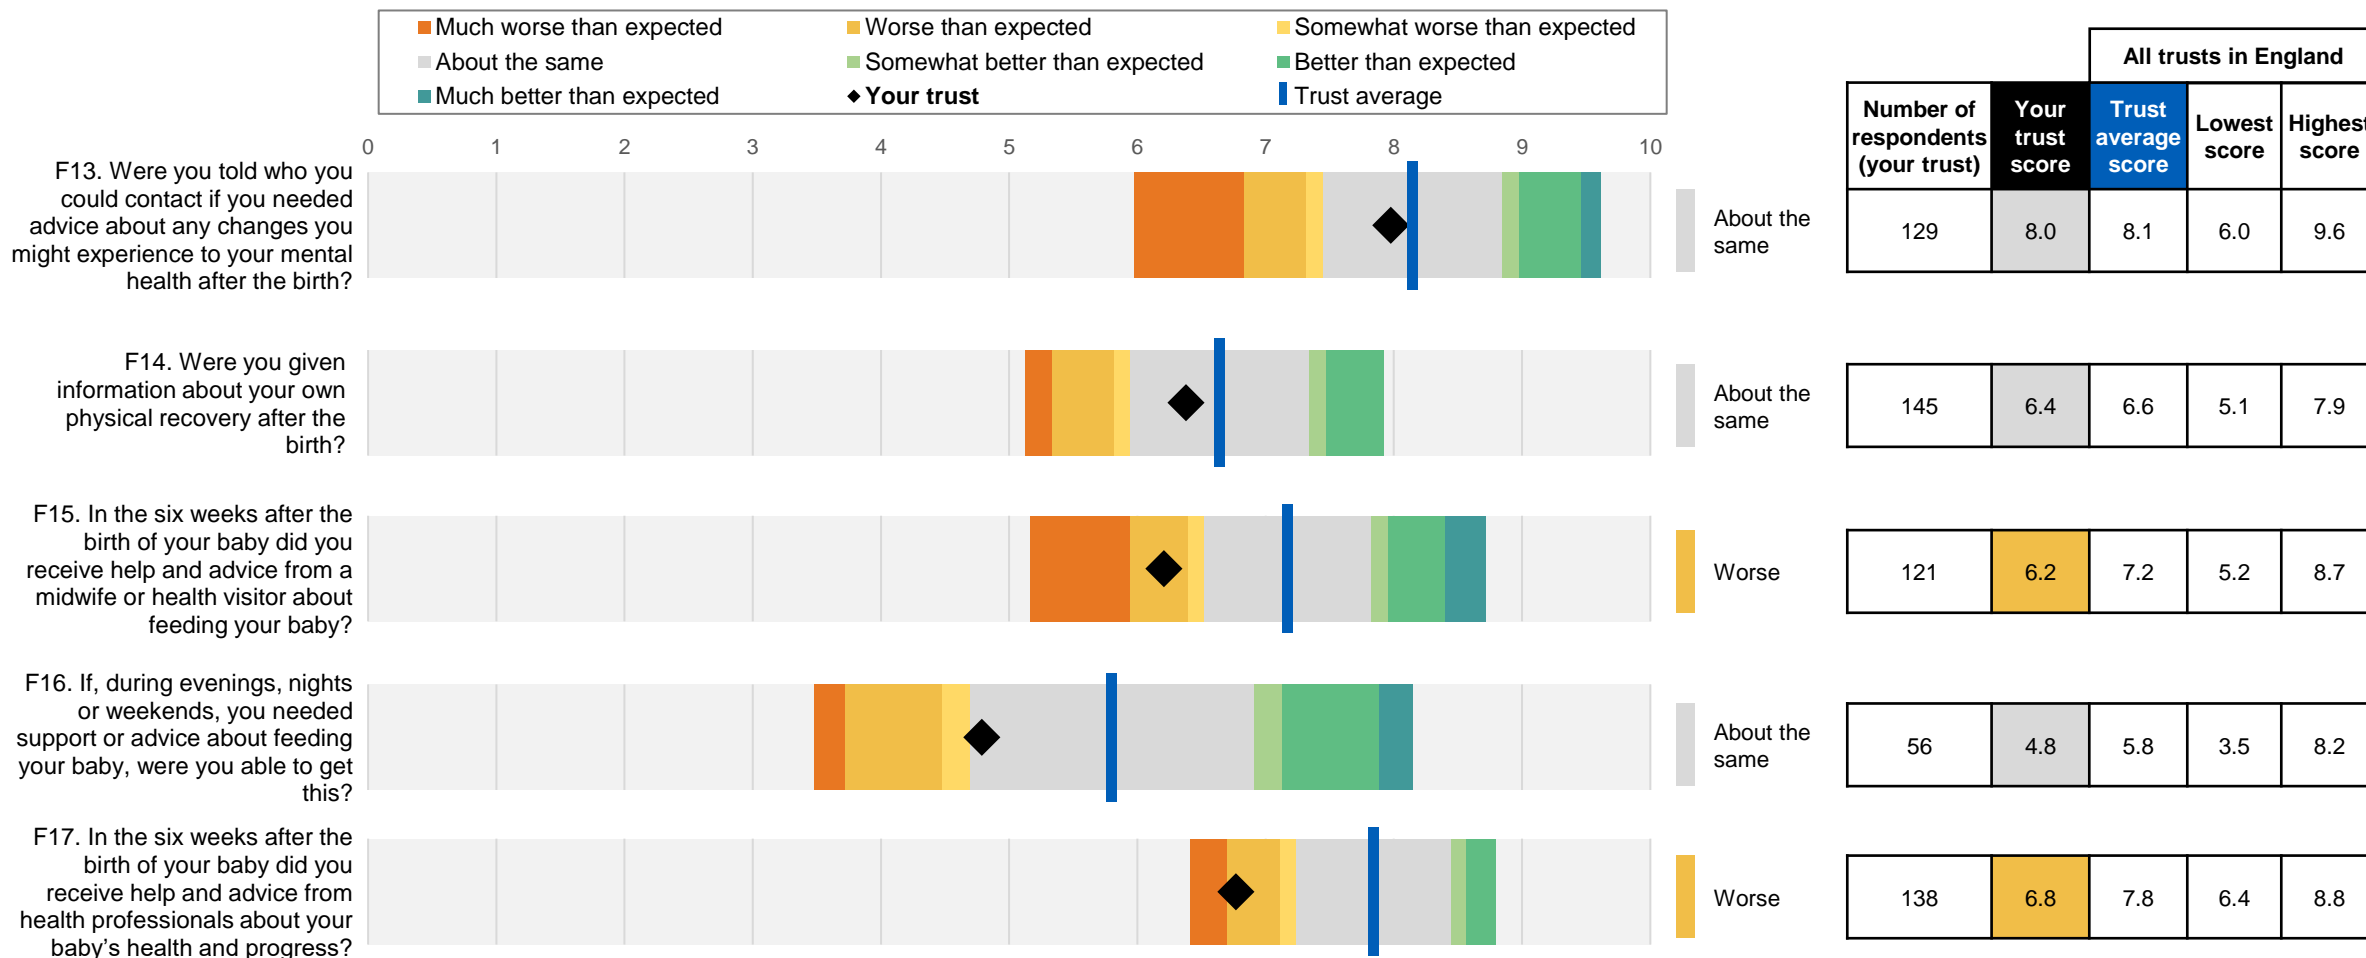 Much worse than expected
Worse than expected
Somewhat worse than expected
About the same
Somewhat better than expected
Better than expected
Much better than expected
Your trust
Trust average
All trusts in England
Number of
respondents
(your trust)
Your
trust
score
Trust
average
score
Lowest
score
Highest
score
0 1 2 3 4 5 6 7 8 9 10
F13. Were you told who you
could contact if you needed
advice about any changes you
might experience to your mental
health after the birth?
About the
same
129 8.0 8.1 6.0 9.6
F14. Were you given
information about your own
physical recovery after the
birth?
About the
same
145 6.4 6.6 5.1 7.9
F15. In the six weeks after the
birth of your baby did you
receive help and advice from a
midwife or health visitor about
feeding your baby?
Worse
121 6.2 7.2 5.2 8.7
F16. If, during evenings, nights
or weekends, you needed
support or advice about feeding
your baby, were you able to get
this?
About the
same
56 4.8 5.8 3.5 8.2
F17. In the six weeks after the
birth of your baby did you
receive help and advice from
health professionals about your
baby’s health and progress?
Worse
138 6.8 7.8 6.4 8.8